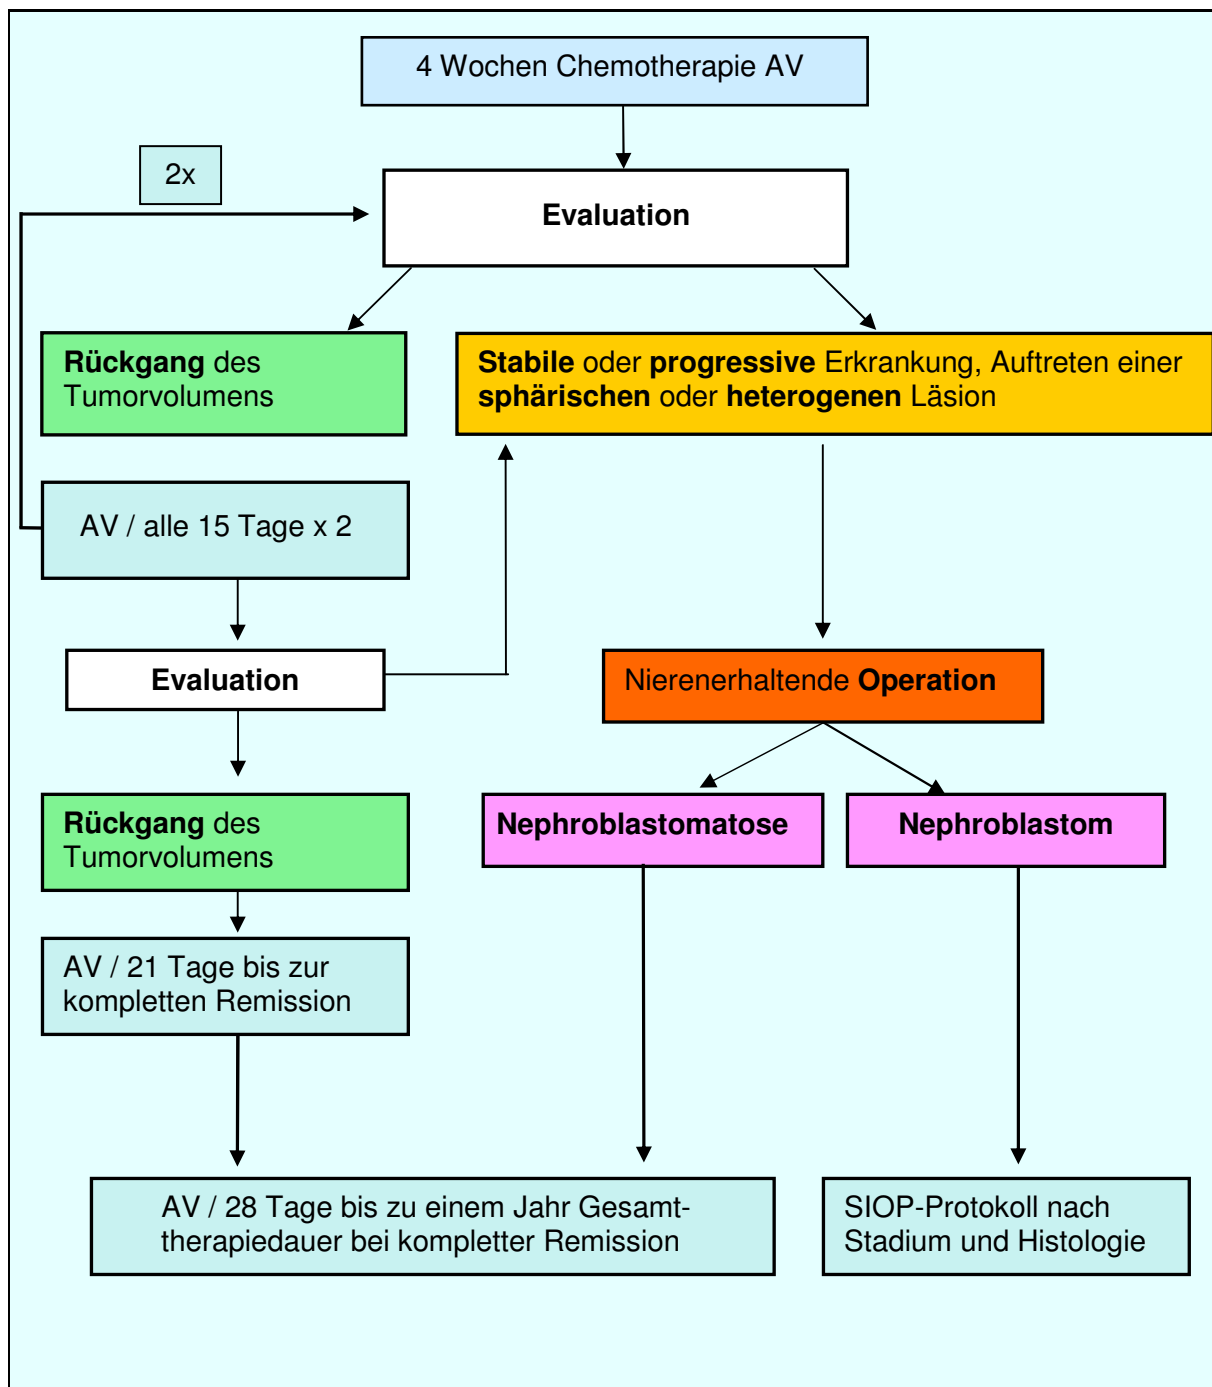 4 Wochen Chemotherapie AV
2x
Evaluation
Rückgang des
Tumorvolumens
Stabile oder progressive Erkrankung, Auftreten einer
sphärischen oder heterogenen Läsion
AV / alle 15 Tage x 2
Evaluation
Nierenerhaltende Operation
Rückgang des
Tumorvolumens
Nephroblastomatose
Nephroblastom
AV / 21 Tage bis zur
kompletten Remission
AV / 28 Tage bis zu einem Jahr Gesamt-
therapiedauer bei kompletter Remission
SIOP-Protokoll nach
Stadium und Histologie